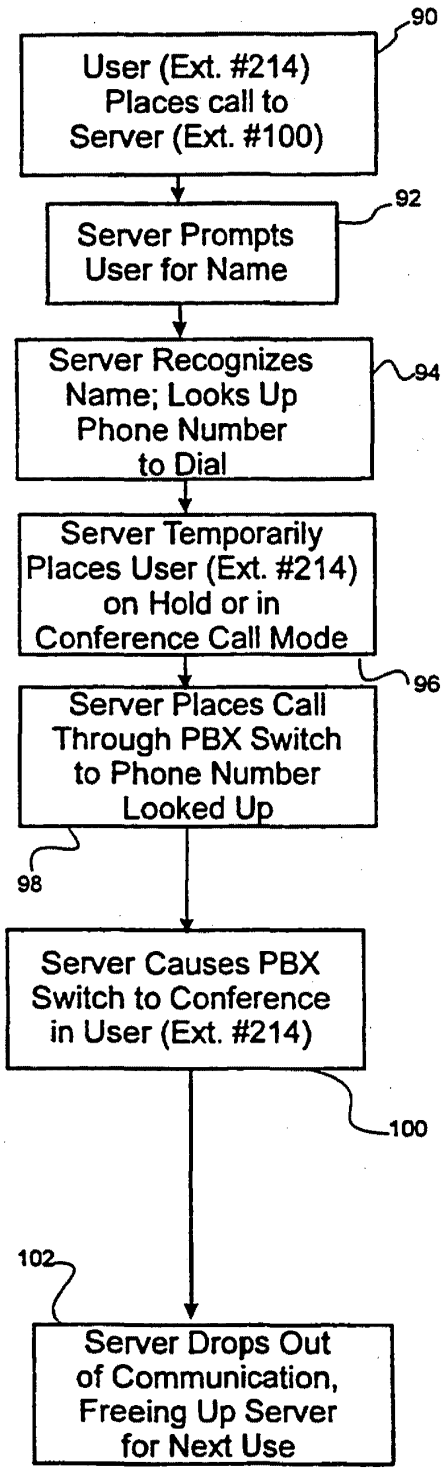 90
User (Ext. #214)
Places call to
Server (Ext. #100)
92
Server Prompts
User for Name
Server Recognizes
Name; Looks Up
Phone Number
to Dial
94
Server Temporarily
Places User (Ext. #214)
on Hold or in
Conference Call Mode
96
Server Places Call
Through PBX Switch
to Phone Number
Looked Up
98
Server Causes PBX
Switch to Conference
in User (Ext. #214)
100
102
Server Drops Out
of Communication,
Freeing Up Server
for Next Use